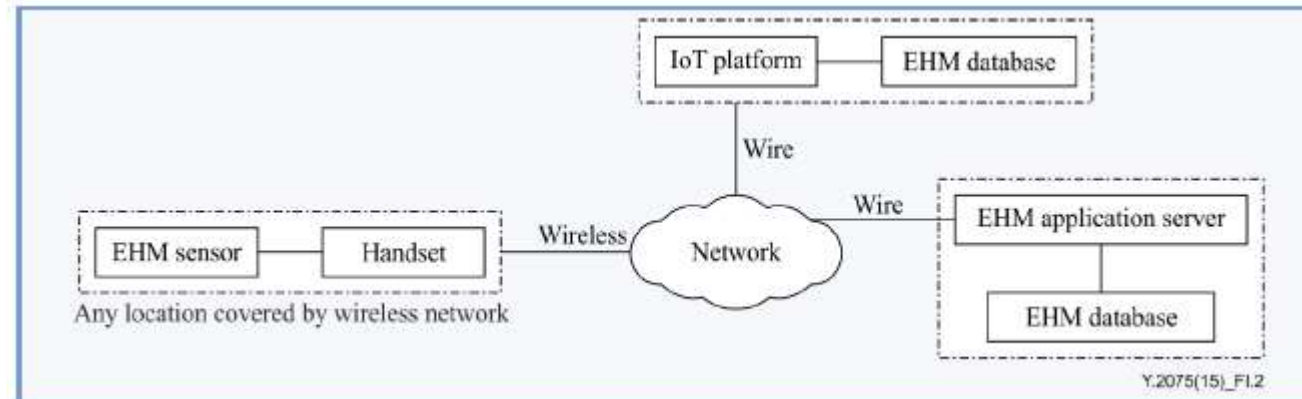 IoT platform
EHM database
Wire
Wire
EHM application server
Wireless
Network
EHM sensor
Handset
Any location covered by wireless network
EHM database
Y.2075(15)_FI.2